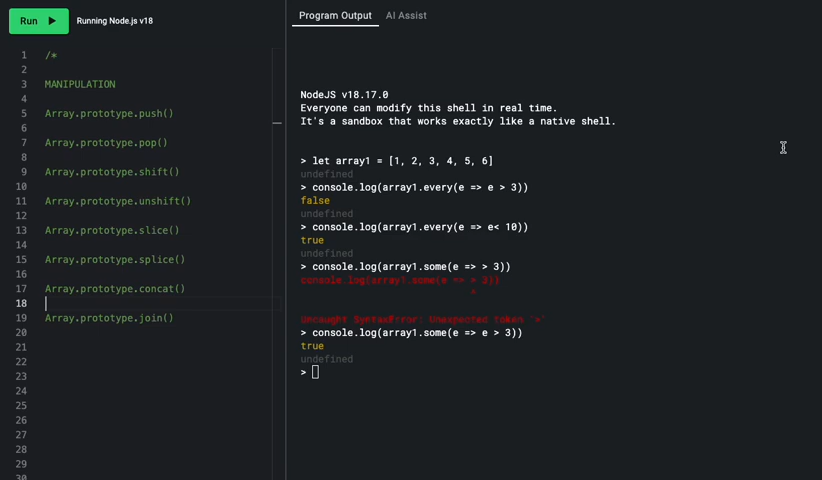 Run
Running Node.js v18
Program Output
AI Assist
1 /*
2
3 MANIPULATION
4
5 Array.prototype.push()
6
7 Array.prototype.pop()
8
9 Array.prototype.shift()
10
11 Array.prototype.unshift()
12
13 Array.prototype.slice()
14
15 Array.prototype.splice()
16
17 Array.prototype.concat()
18
19 Array.prototype.join()
20
21
22
23
24
25
26
27
28
29
30
NodeJS v18.17.0
Everyone can modify this shell in real time.
It's a sandbox that works exactly like a native shell.
> let array1 = [1, 2, 3, 4, 5, 6]
undefined
> console.log(array1.every(e => e > 3))
false
undefined
> console.log(array1.every(e => e< 10))
true
undefined
> console.log(array1.some(e => > 3))
console.log(array1.some(e => > 3))
^
Uncaught SyntaxError: Unexpected token '>'
> console.log(array1.some(e => e > 3))
true
undefined
>